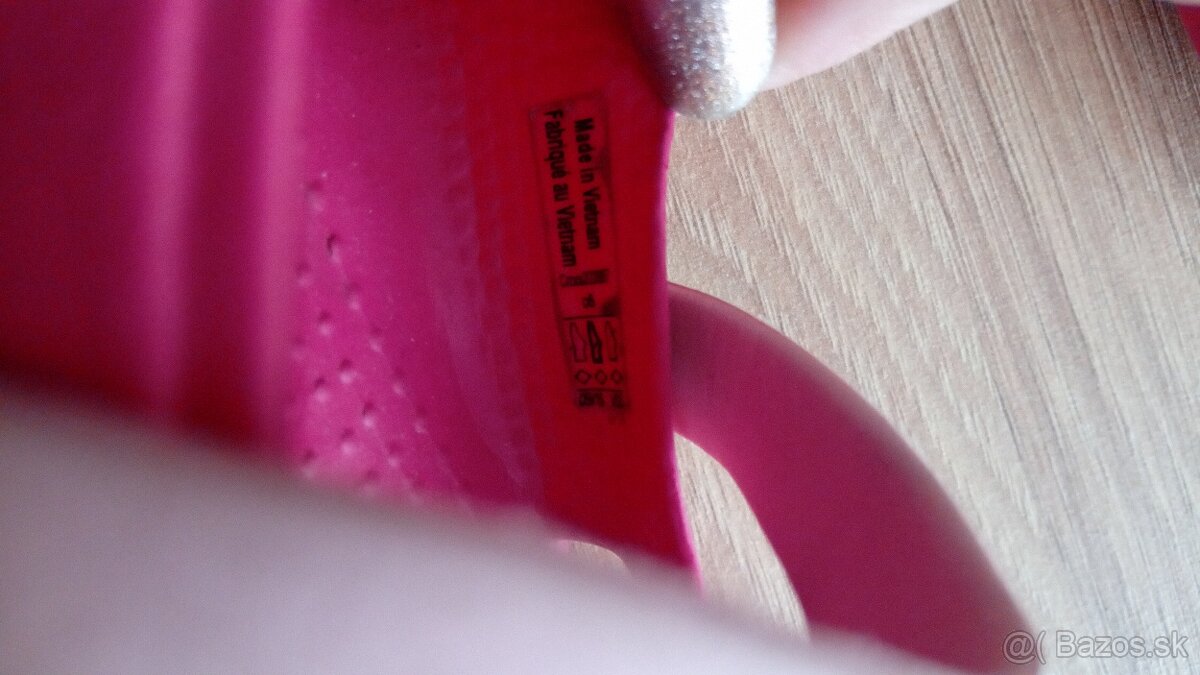 Made in Vietnam
Fabriqué au Vietnam
@( Bazos.sk